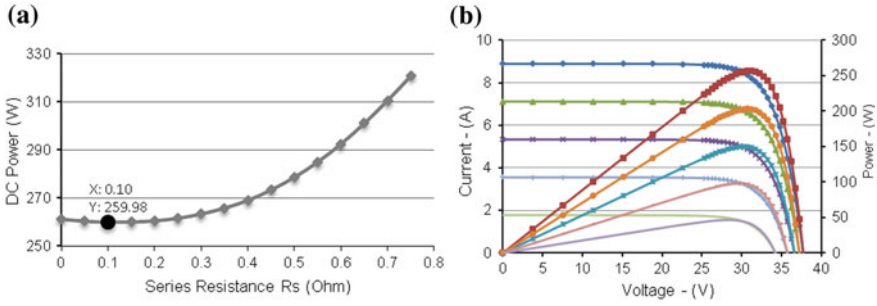 (a)
330
310
290
270
250
DC Power (W)
X: 0.10
Y: 259.98
0 0.1 0.2 0.3 0.4 0.5 0.6 0.7 0.8
Series Resistance Rs (Ohm)
(b)
10
8
6
4
2
0
Current - (A)
300
250
200
150
100
50
0
Power - (W)
0 5 10 15 20 25 30 35 40
Voltage - (V)